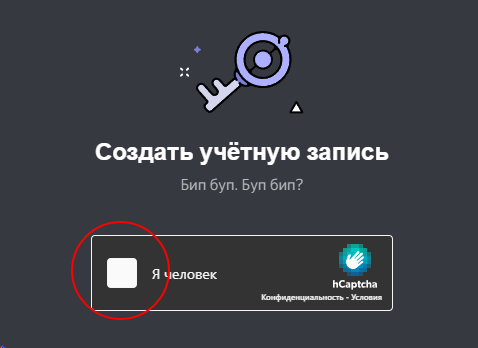 Создать учётную запись
Бип буп. Буп бип?
Я человек
hCaptcha
Конфиденциальность - Условия